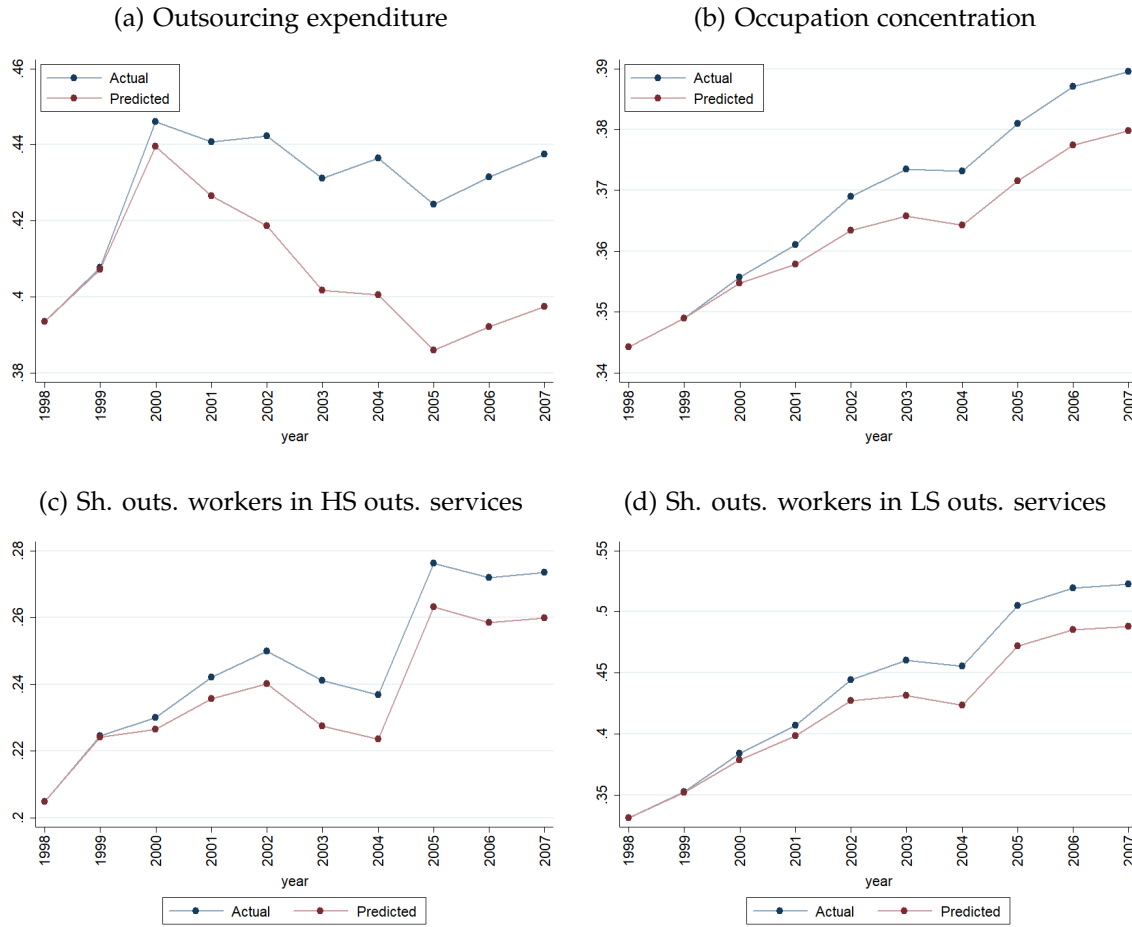 (a) Outsourcing expenditure
.46
.44
.42
.4
.38
Actual
Predicted
1998 1999 2000 2001 2002 2003 2004 2005 2006 2007
year
(b) Occupation concentration
.39
.38
.37
.36
.35
.34
Actual
Predicted
1998 1999 2000 2001 2002 2003 2004 2005 2006 2007
year
(c) Sh. outs. workers in HS outs. services
.28
.26
.24
.22
.2
1998 1999 2000 2001 2002 2003 2004 2005 2006 2007
year
Actual Predicted
(d) Sh. outs. workers in LS outs. services
.55
.5
.45
.4
.35
1998 1999 2000 2001 2002 2003 2004 2005 2006 2007
year
Actual Predicted